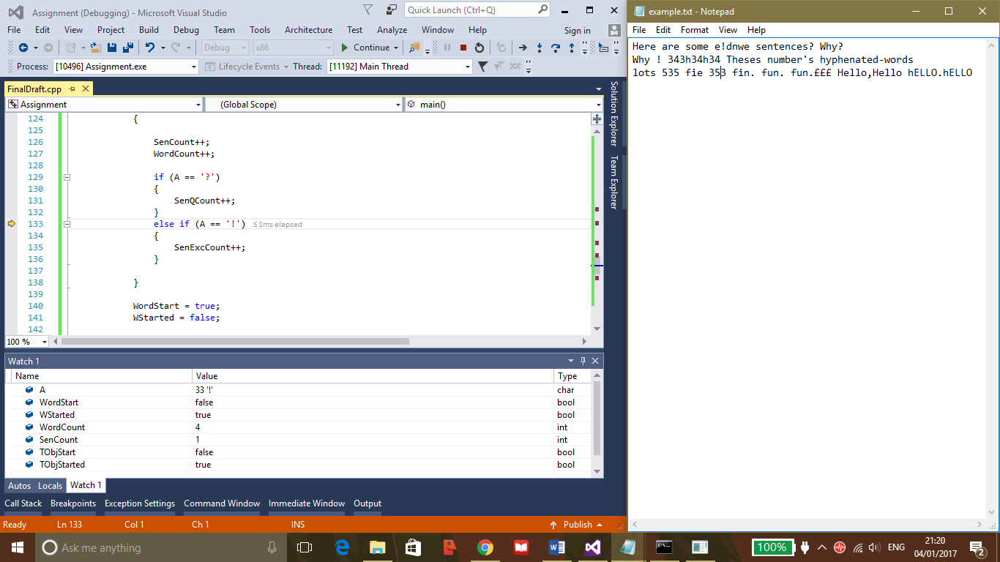 Assignment (Debugging) - Microsoft Visual Studio
Quick Launch (Ctrl+Q)
File Edit View Project Build Debug Team Tools Architecture Test Analyze Window Help Sign in
Debug x86 Continue
Process: [10496] Assignment.exe Lifecycle Events Thread: [11192] Main Thread
FinalDraft.cpp
Assignment (Global Scope) main()
124 {
125
126 SenCount++;
127 WordCount++;
128
129 if (A == '?')
130 {
131 SenQCount++;
132 }
133 else if (A == '!') ≤1ms elapsed
134 {
135 SenExcCount++;
136 }
137
138 }
139
140 WordStart = true;
141 WStarted = false;
142
100 %
Solution Explorer
Team Explorer
Watch 1
Name Value Type
A 33 '!' char
WordStart false bool
WStarted true bool
WordCount 4 int
SenCount 1 int
TObjStart false bool
TObjStarted true bool
Autos Locals Watch 1
Call Stack Breakpoints Exception Settings Command Window Immediate Window Output
Ready Ln 133 Col 1 Ch 1 INS Publish
example.txt - Notepad
File Edit Format View Help
Here are some e!dnwe sentences? Why?
Why ! 343h34h34 Theses number's hyphenated-words
lots 535 fie 353 fin. fun. fun.£££ Hello,Hello hELLO.hELLO
Ask me anything
100%
ENG
21:20
04/01/2017
2